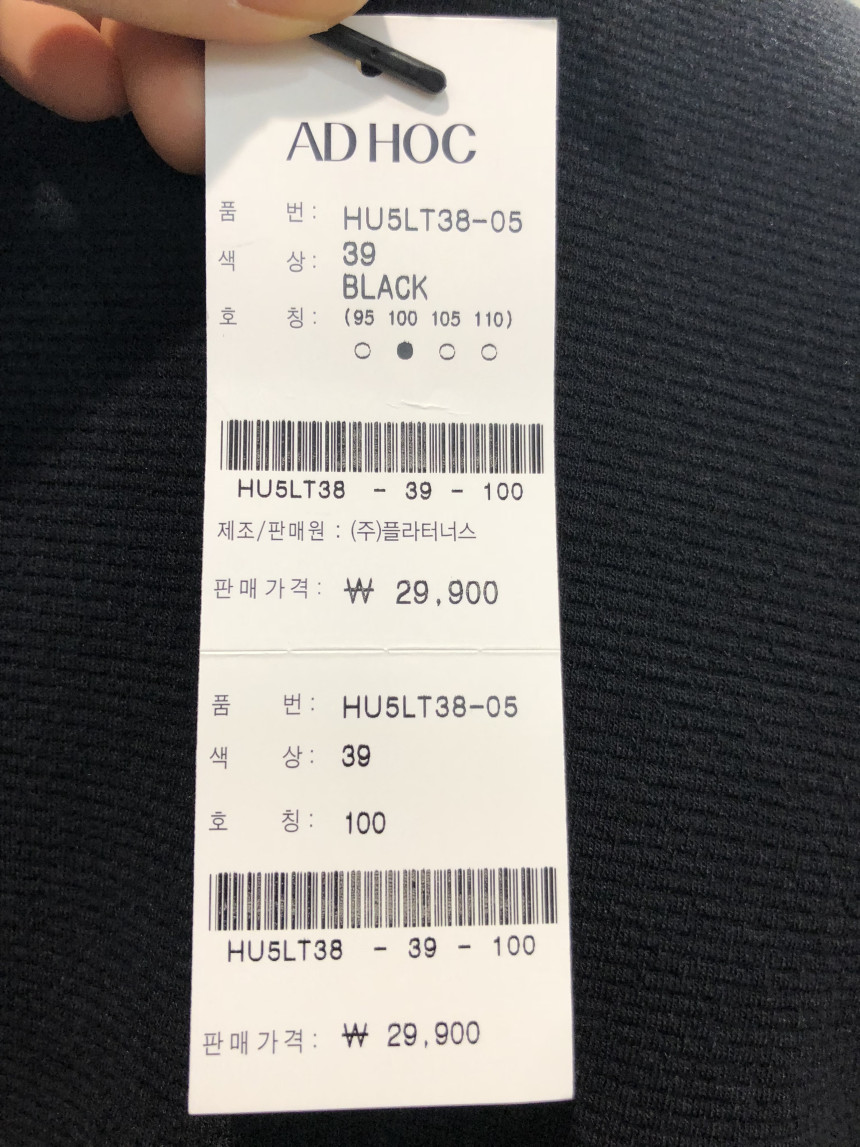 AD HOC
품 번 : HU5LT38-05
색 상 : 39
BLACK
호 칭 : (95 100 105 110)
HU5LT38 - 39 - 100
제조/판매원 : (주)플라터너스
판매가격 : ₩ 29,900
품 번 : HU5LT38-05
색 상 : 39
호 칭 : 100
HU5LT38 - 39 - 100
판매가격 : ₩ 29,900